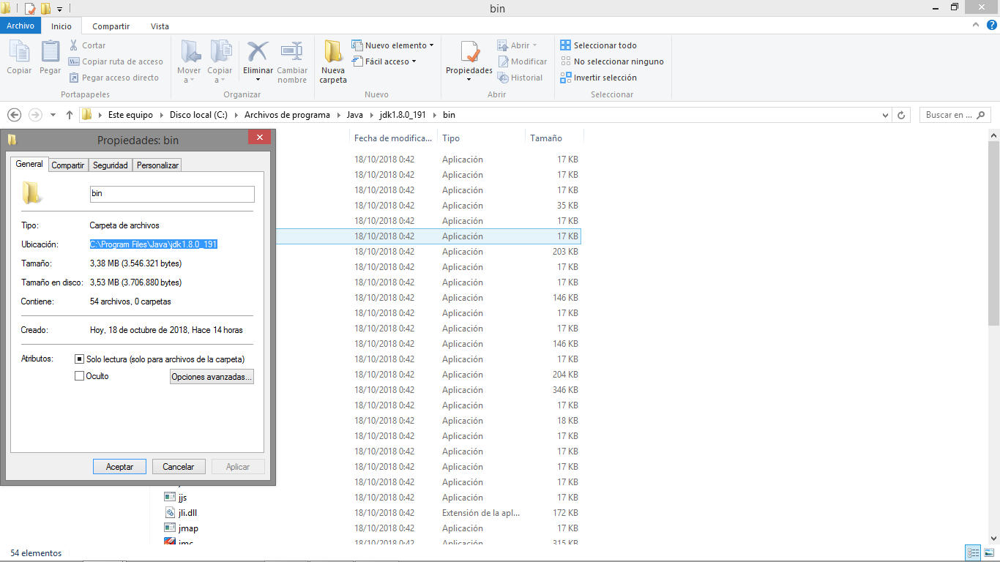 bin
Archivo Inicio Compartir Vista
Copiar
Pegar
Cortar
Copiar ruta de acceso
Pegar acceso directo
Portapapeles
Mover a
Copiar a
Eliminar
Cambiar nombre
Organizar
Nueva carpeta
Nuevo elemento
Fácil acceso
Nuevo
Propiedades
Abrir
Modificar
Historial
Abrir
Seleccionar todo
No seleccionar ninguno
Invertir selección
Seleccionar
Este equipo Disco local (C:) Archivos de programa Java jdk1.8.0_191 bin
Buscar en ...
Propiedades: bin
General Compartir Seguridad Personalizar
bin
Tipo: Carpeta de archivos
Ubicación: C:\Program Files\Java\jdk1.8.0_191
Tamaño: 3,38 MB (3.546.321 bytes)
Tamaño en disco: 3,53 MB (3.706.880 bytes)
Contiene: 54 archivos, 0 carpetas
Creado: Hoy, 18 de octubre de 2018, Hace 14 horas
Atributos: Solo lectura (solo para archivos de la carpeta)
Oculto
Opciones avanzadas...
Aceptar Cancelar Aplicar
Fecha de modifica... Tipo Tamaño
18/10/2018 0:42 Aplicación 17 KB
18/10/2018 0:42 Aplicación 17 KB
18/10/2018 0:42 Aplicación 17 KB
18/10/2018 0:42 Aplicación 35 KB
18/10/2018 0:42 Aplicación 17 KB
18/10/2018 0:42 Aplicación 17 KB
18/10/2018 0:42 Aplicación 203 KB
18/10/2018 0:42 Aplicación 17 KB
18/10/2018 0:42 Aplicación 17 KB
18/10/2018 0:42 Aplicación 146 KB
18/10/2018 0:42 Aplicación 17 KB
18/10/2018 0:42 Aplicación 17 KB
18/10/2018 0:42 Aplicación 146 KB
18/10/2018 0:42 Aplicación 17 KB
18/10/2018 0:42 Aplicación 204 KB
18/10/2018 0:42 Aplicación 346 KB
18/10/2018 0:42 Aplicación 17 KB
18/10/2018 0:42 Aplicación 18 KB
18/10/2018 0:42 Aplicación 17 KB
18/10/2018 0:42 Aplicación 17 KB
18/10/2018 0:42 Aplicación 17 KB
18/10/2018 0:42 Aplicación 17 KB
jjs 18/10/2018 0:42 Aplicación 17 KB
jli.dll 18/10/2018 0:42 Extensión de la apl... 172 KB
jmap 18/10/2018 0:42 Aplicación 17 KB
jmc 18/10/2018 0:42 Aplicación 315 KB
54 elementos